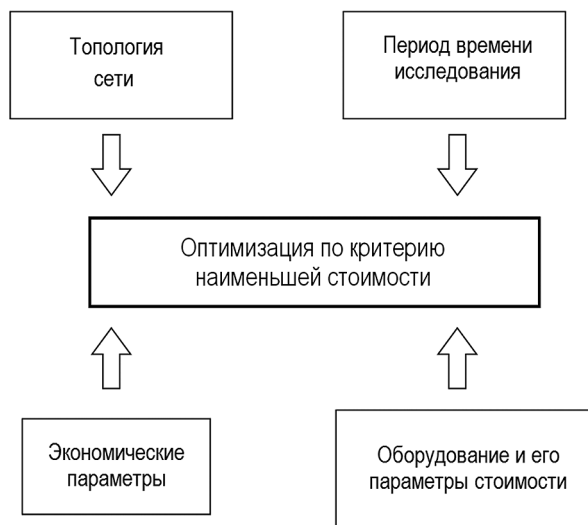 Топология
сети
Период времени
исследования
Оптимизация по критерию
наименьшей стоимости
Экономические
параметры
Оборудование и его
параметры стоимости